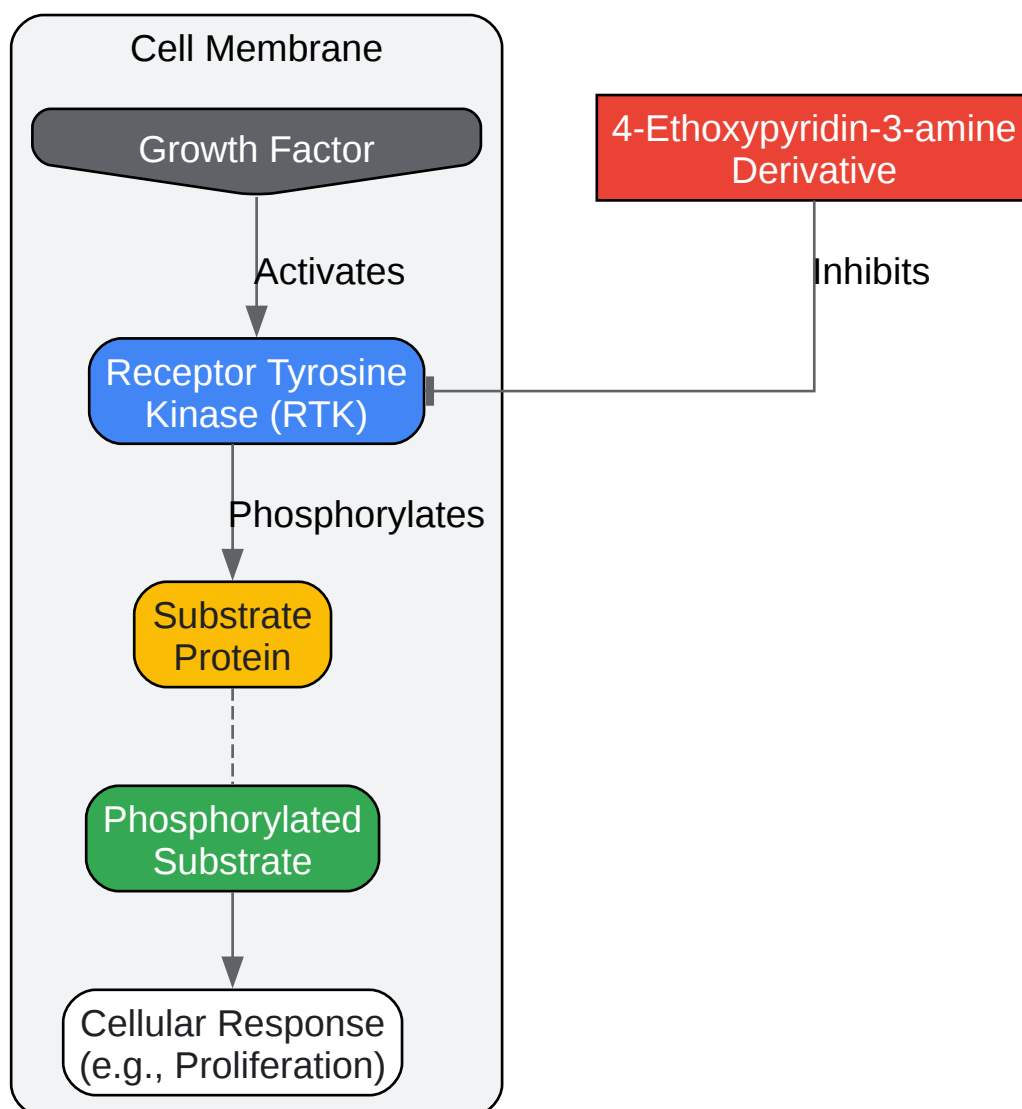 Cell Membrane
Growth Factor
4-Ethoxypyridin-3-amine
Derivative
Activates
Inhibits
Receptor Tyrosine
Kinase (RTK)
Phosphorylates
Substrate
Protein
Phosphorylated
Substrate
Cellular Response
(e.g., Proliferation)